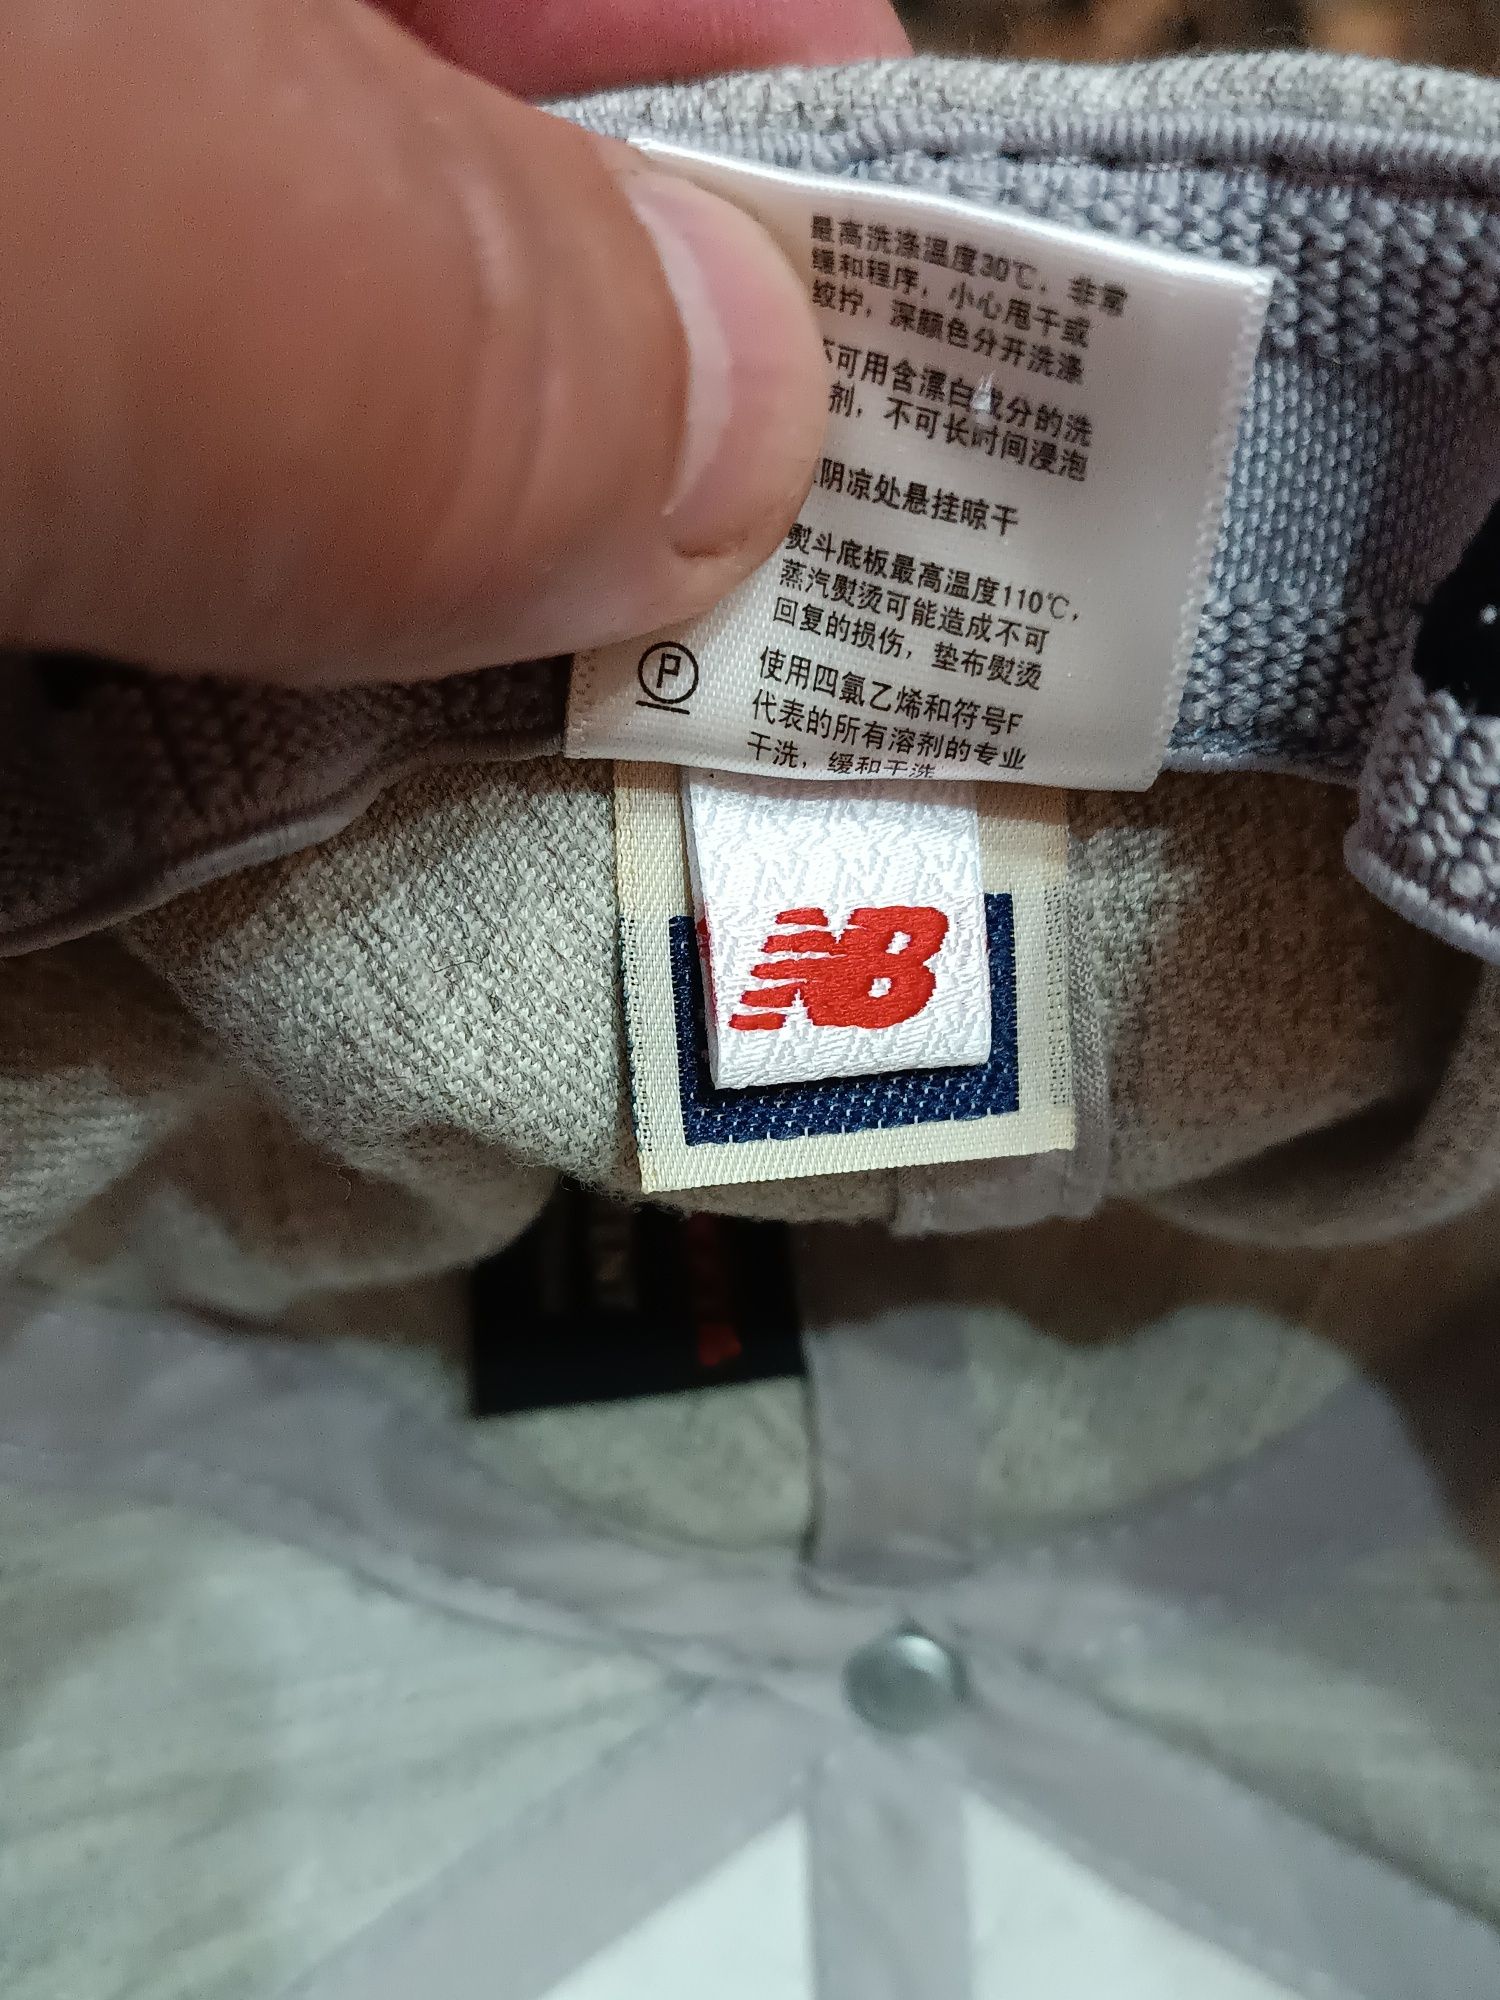 最高洗涤温度30℃，非常
缓和程序，小心甩干或
绞拧，深颜色分开洗涤
不可用含漂白成分的洗
剂，不可长时间浸泡
阴凉处悬挂晾干
熨斗底板最高温度110℃，
蒸汽熨烫可能造成不可
回复的损伤，垫布熨烫
P
使用四氯乙烯和符号F
代表的所有溶剂的专业
干洗，缓和干洗
NB